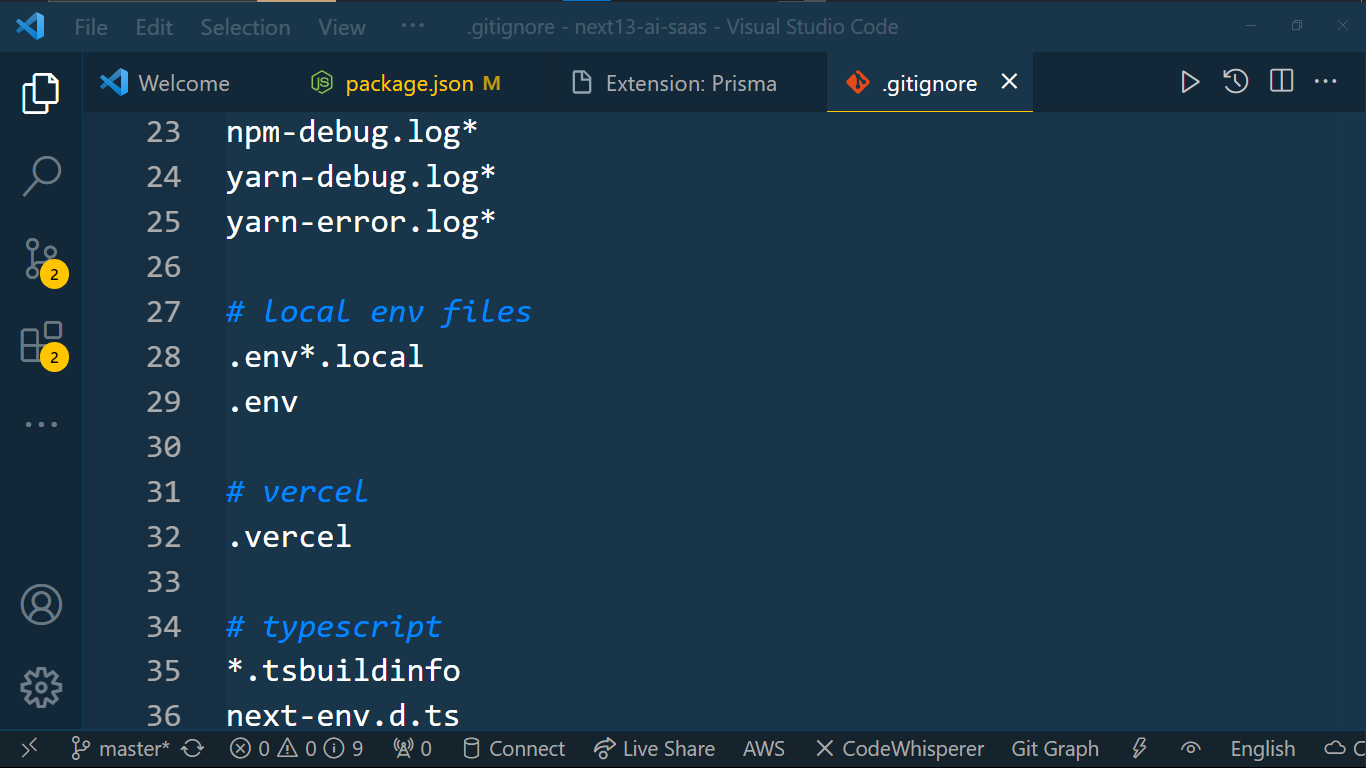 File Edit Selection View ··· .gitignore - next13-ai-saas - Visual Studio Code
Welcome package.json M Extension: Prisma .gitignore
23 npm-debug.log*
24 yarn-debug.log*
25 yarn-error.log*
26
27 # local env files
28 .env*.local
29 .env
30
31 # vercel
32 .vercel
33
34 # typescript
35 *.tsbuildinfo
36 next-env.d.ts
2
2
master* 0 0 9 0 Connect Live Share AWS CodeWhisperer Git Graph English C